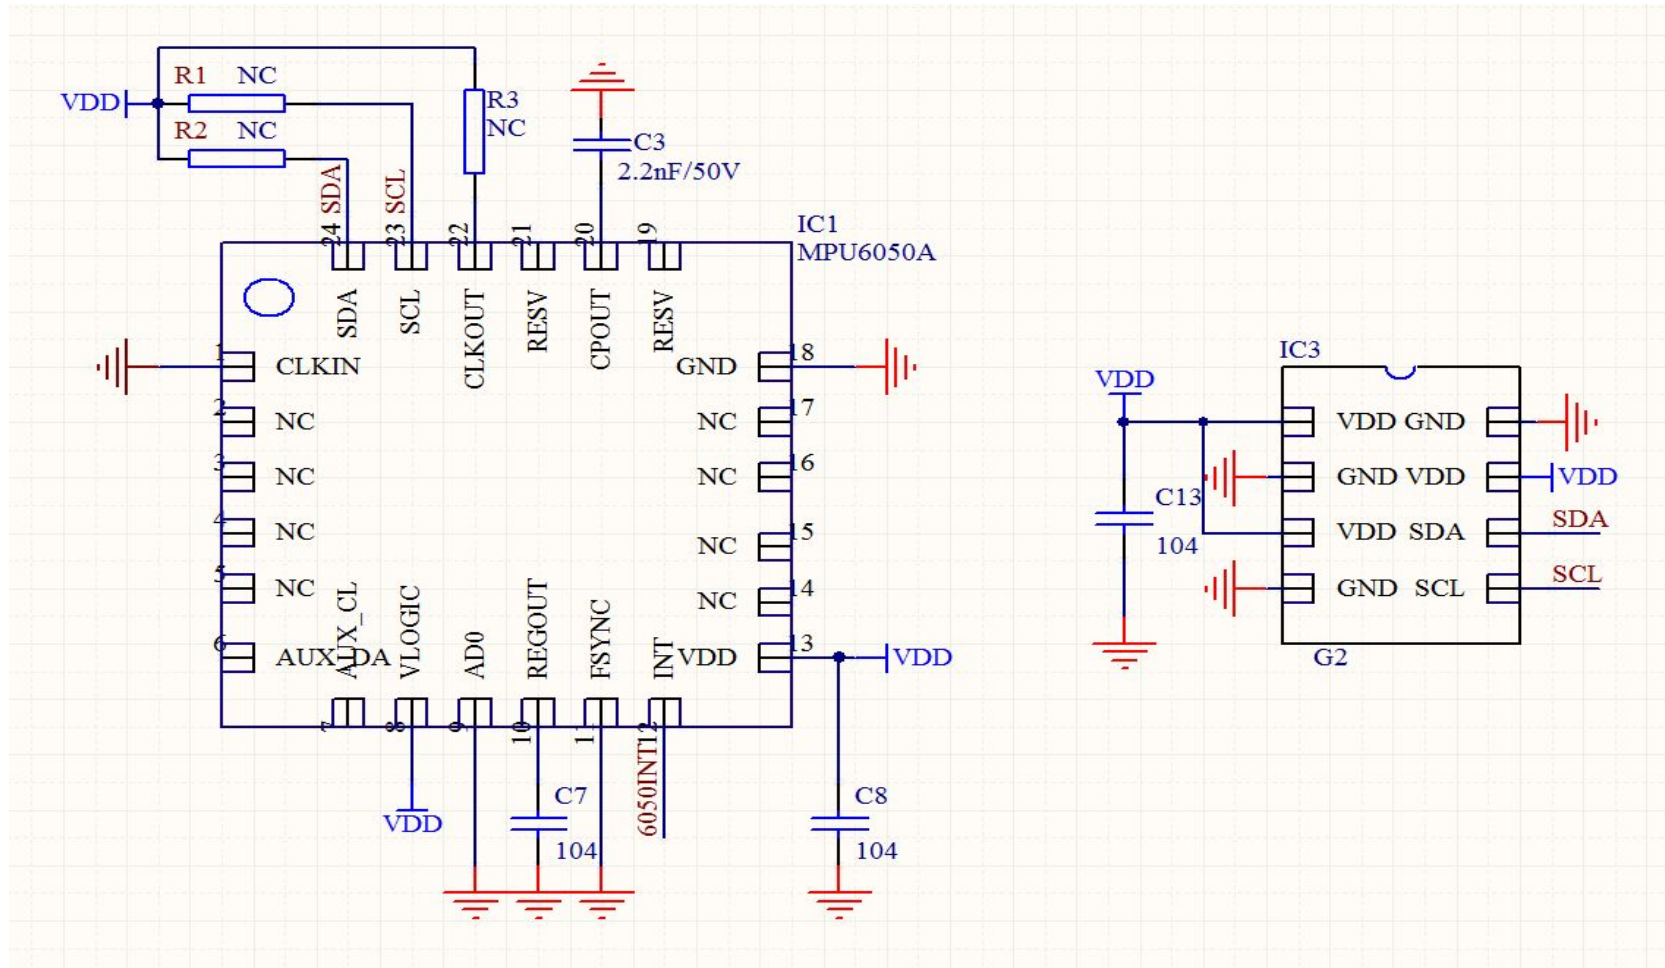 R1 NC
VDD
R2 NC
R3
NC
C3
2.2nF/50V
SDA
SCL
24
23
22
21
20
19
IC1
MPU6050A
SDA
SCL
CLKOUT
RESV
CPOUT
RESV
1
CLKIN
2
NC
3
NC
4
NC
5
NC
6
AUX_DA
18
GND
17
NC
16
NC
15
NC
14
NC
13
VDD
VDD
AUX_CL
VLOGIC
AD0
REGOUT
FSYNC
INT
7
8
9
10
11
12
6050INT
VDD
C7
104
C8
104
IC3
VDD
C13
104
VDD GND
GND VDD
VDD
VDD SDA
SDA
GND SCL
SCL
G2